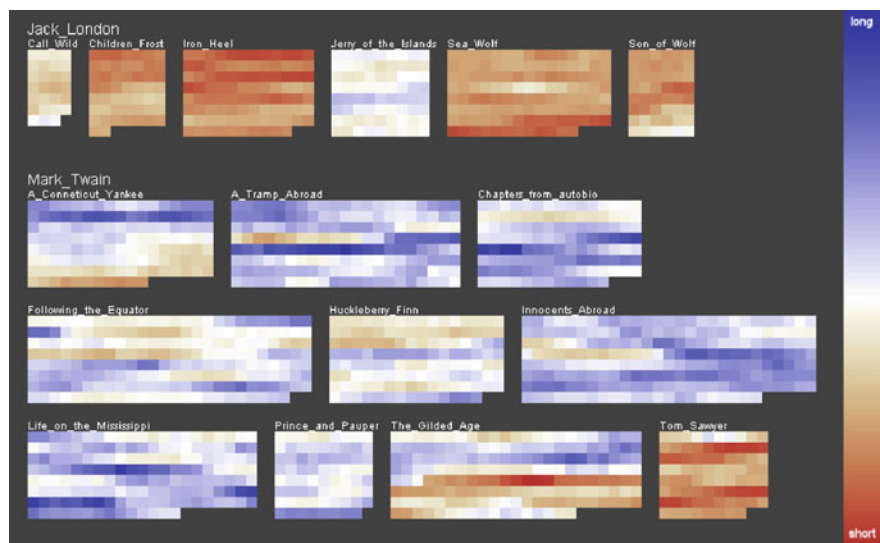 long
Jack_London
Call_Wild Children_Frost Iron_Heel Jerry_of_the_Islands Sea_Wolf Son_of_Wolf
Mark_Twain
A_Conneticut_Yankee A_Tramp_Abroad Chapters_from_autobio
Following_the_Equator Huckleberry_Finn Innocents_Abroad
Life_on_the_Mississippi Prince_and_Pauper The_Gilded_Age Tom_Sawyer
short